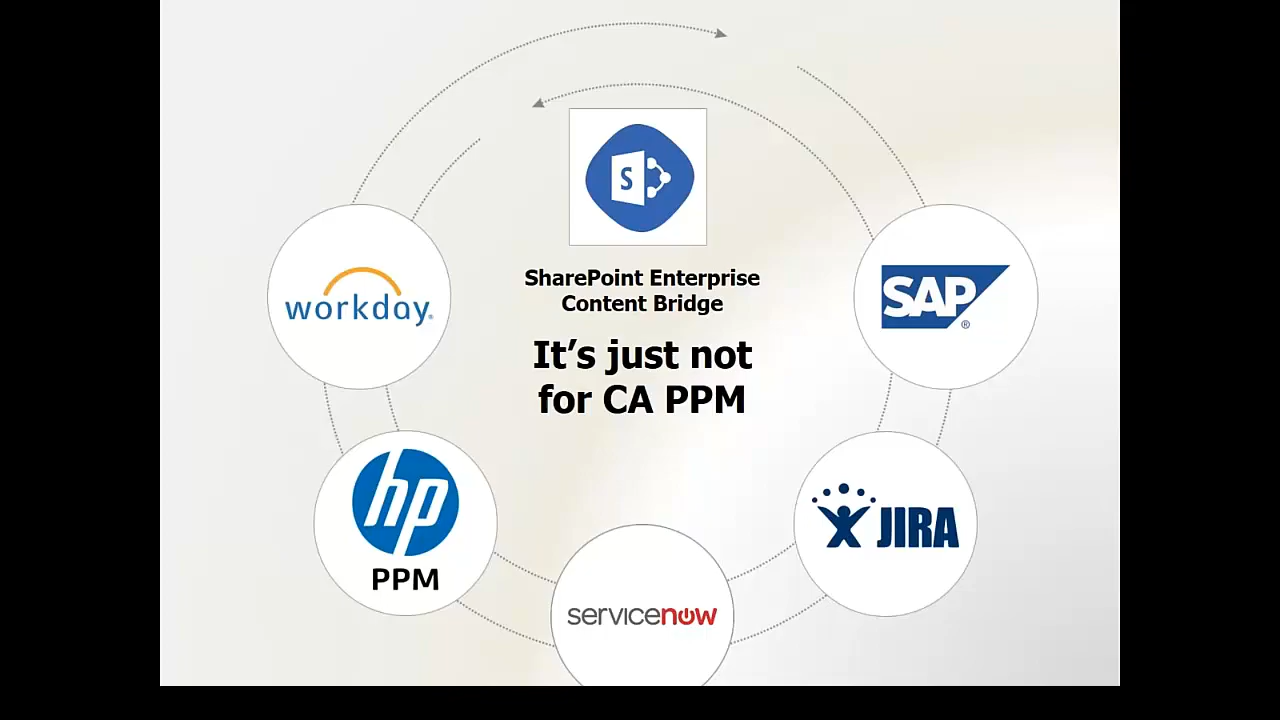 S
SharePoint Enterprise
Content Bridge
It's just not
for CA PPM
workday®
SAP®
hp
PPM
JIRA
servicenow